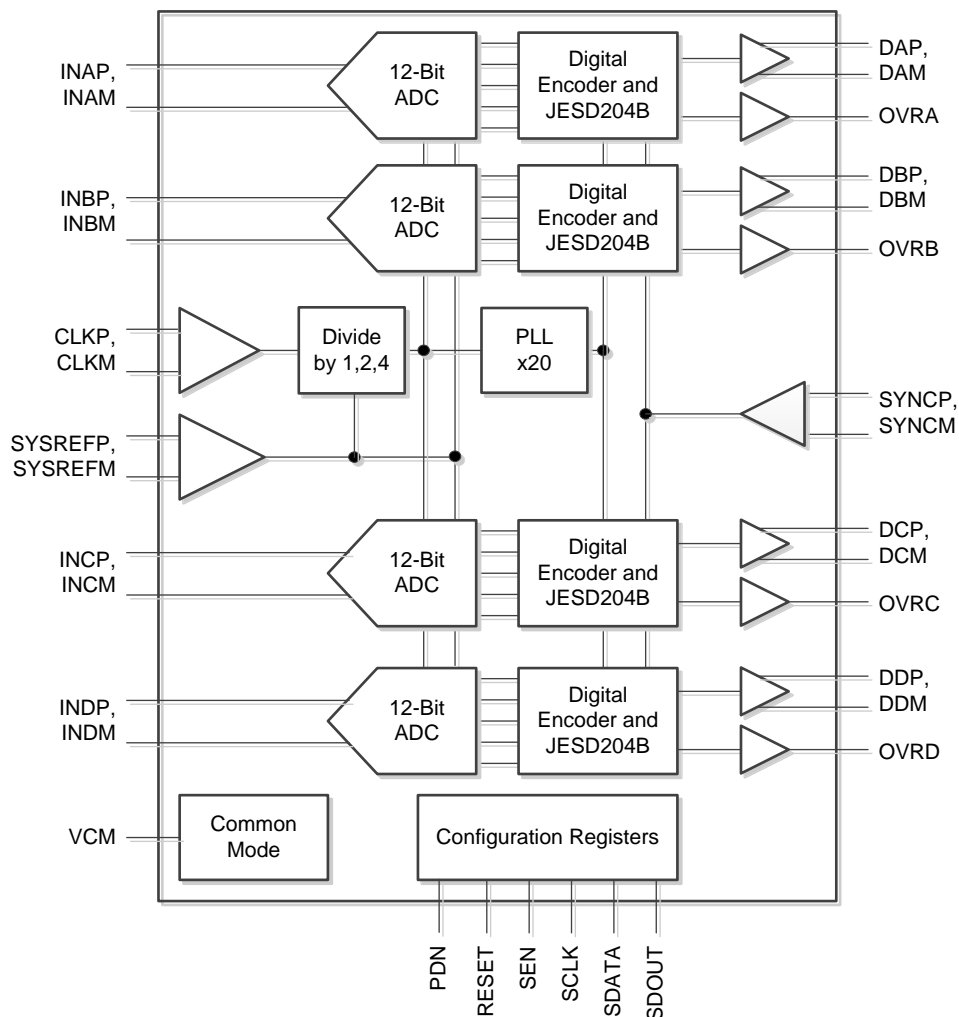 INAP,
INAM
12-Bit
ADC
Digital
Encoder and
JESD204B
DAP,
DAM
OVRA
INBP,
INBM
12-Bit
ADC
Digital
Encoder and
JESD204B
DBP,
DBM
OVRB
CLKP,
CLKM
Divide
by 1,2,4
PLL
x20
SYNCP,
SYNCM
SYSREFP,
SYSREFM
INCP,
INCM
12-Bit
ADC
Digital
Encoder and
JESD204B
DCP,
DCM
OVRC
INDP,
INDM
12-Bit
ADC
Digital
Encoder and
JESD204B
DDP,
DDM
OVRD
VCM
Common
Mode
Configuration Registers
PDN
RESET
SEN
SCLK
SDATA
SDOUT